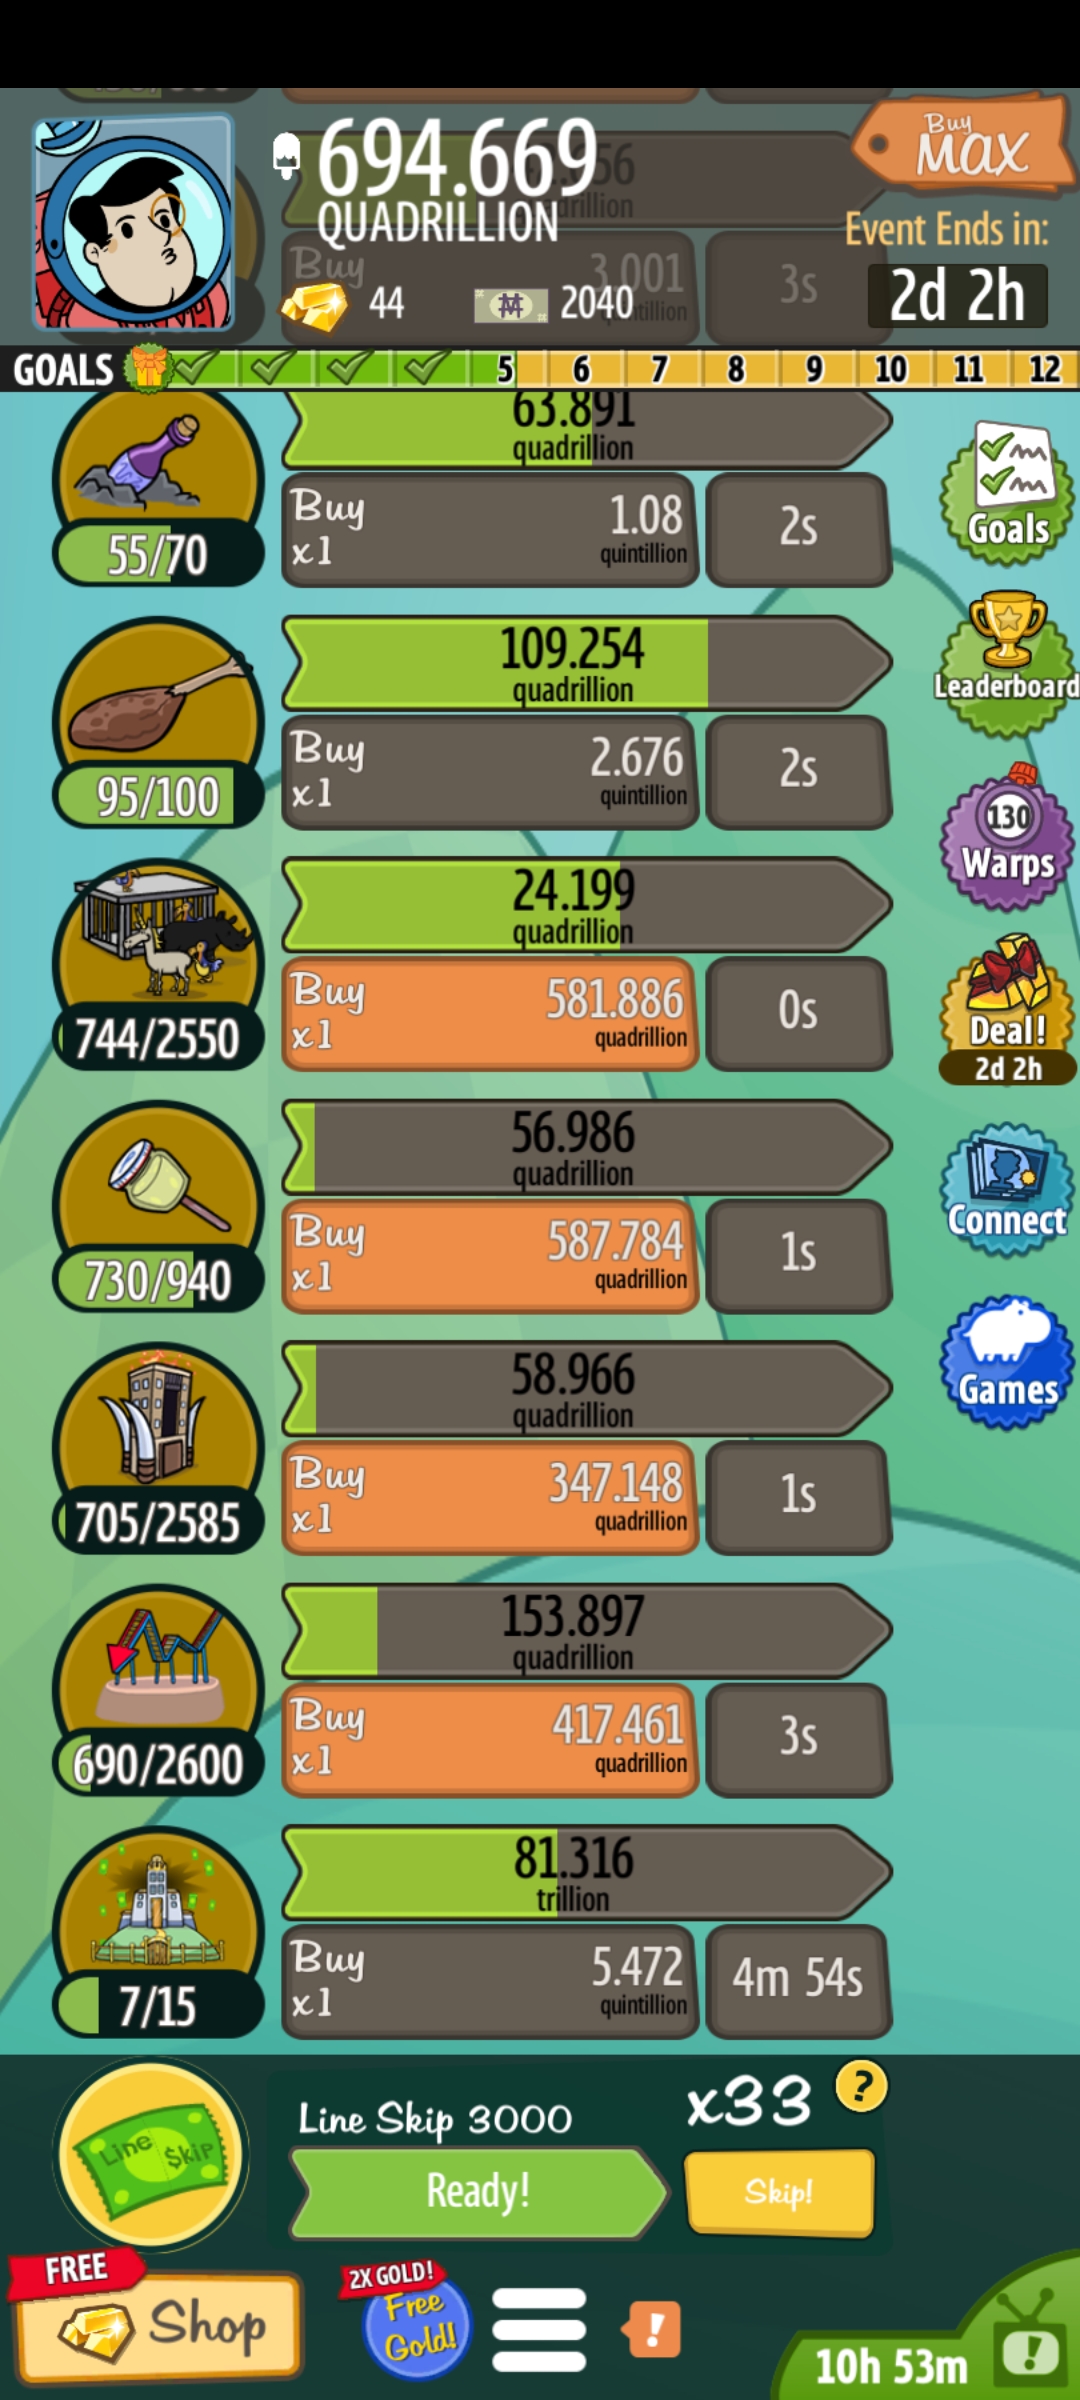 694.669
QUADRILLION
Buy
MAX
Event Ends in:
2d 2h
44
2040
Buy
3.001
3s
GOALS 5 6 7 8 9 10 11 12
63.891
quadrillion
55/70
Buy
x1
1.08
quintillion
2s
Goals
109.254
quadrillion
95/100
Buy
x1
2.676
quintillion
2s
Leaderboard
24.199
quadrillion
744/2550
Buy
x1
581.886
quadrillion
0s
130
Warps
Deal!
2d 2h
56.986
quadrillion
730/940
Buy
x1
587.784
quadrillion
1s
Connect
58.966
quadrillion
705/2585
Buy
x1
347.148
quadrillion
1s
Games
153.897
quadrillion
690/2600
Buy
x1
417.461
quadrillion
3s
81.316
trillion
7/15
Buy
x1
5.472
quintillion
4m 54s
Line $kip
Line Skip 3000
x33
?
Ready!
Skip!
FREE
Shop
2X GOLD!
Free
Gold!
!
10h 53m
!